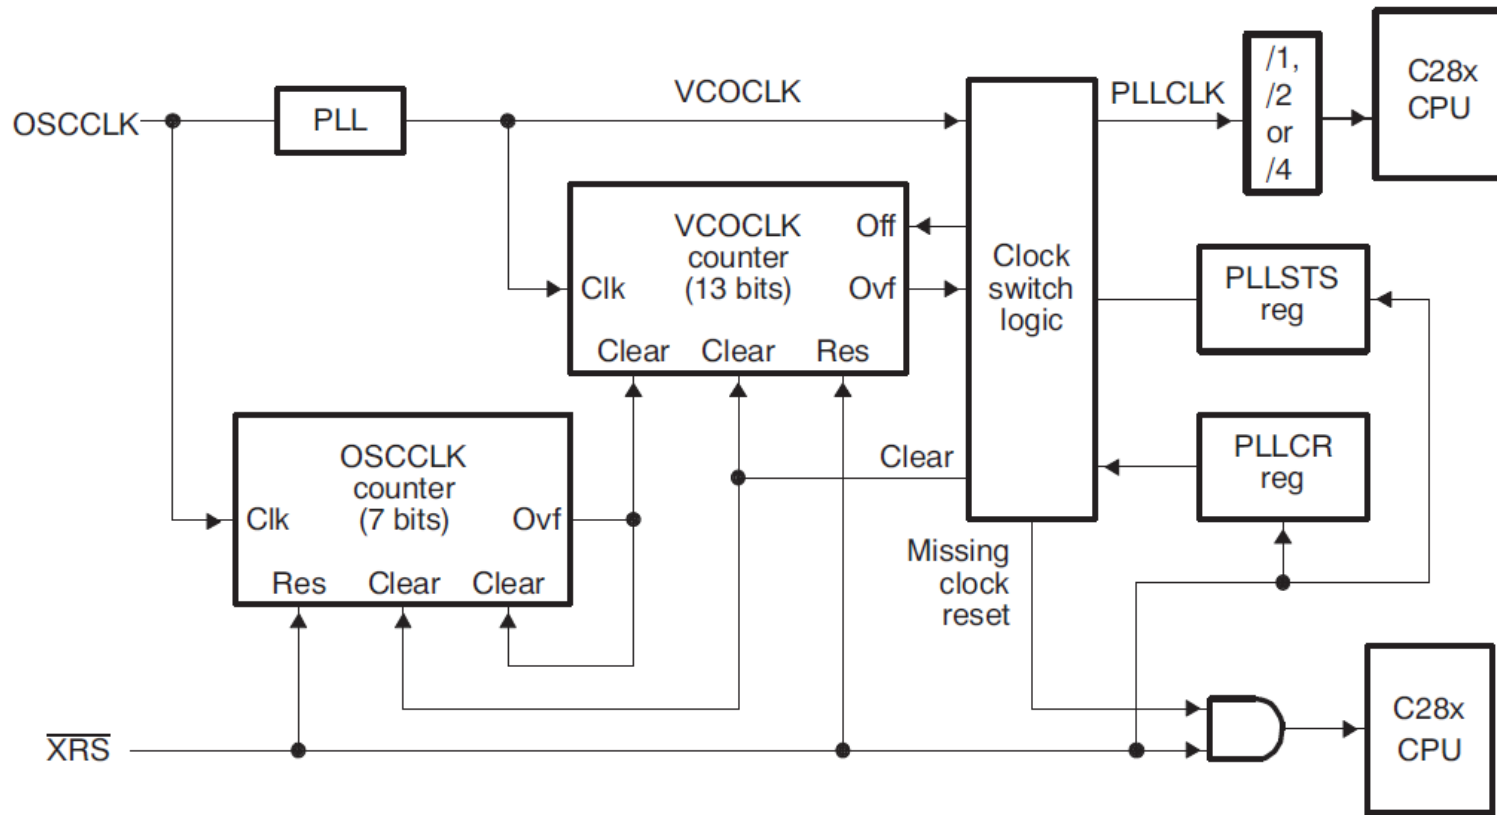 OSCCLK
PLL
VCOCLK
PLLCLK
/1,
/2
or
/4
C28x
CPU
VCOCLK
counter
(13 bits)
Off
Clk
Ovf
Clear
Clear
Res
Clock
switch
logic
PLLSTS
reg
OSCCLK
counter
(7 bits)
Clk
Ovf
Res
Clear
Clear
Clear
PLLCR
reg
Missing
clock
reset
XRS
C28x
CPU